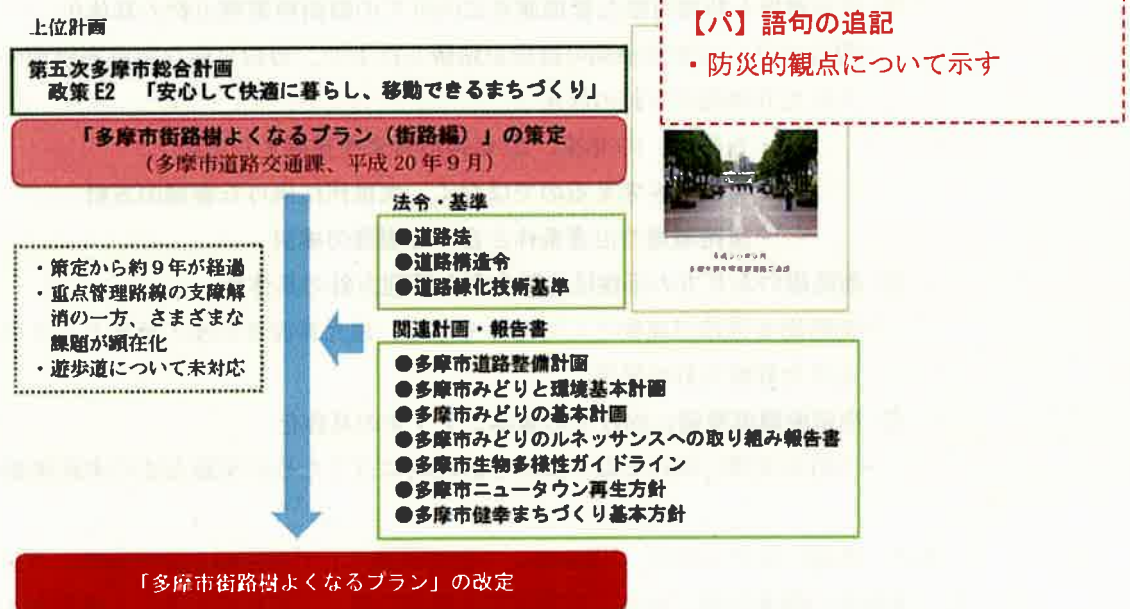 上位計画
第五次多摩市総合計画
政策 E2 「安心して快適に暮らし、移動できるまちづくり」
「多摩市街路樹よくなるプラン（街路編）」の策定
（多摩市道路交通課、平成 20 年 9 月）
【パ】語句の追記
・防災的観点について示す
法令・基準
●道路法
●道路構造令
●道路緑化技術基準
・策定から約９年が経過
・重点管理路線の支障解
消の一方、さまざまな
課題が顕在化
・遊歩道について未対応
関連計画・報告書
●多摩市道路整備計画
●多摩市みどりと環境基本計画
●多摩市みどりの基本計画
●多摩市みどりのルネッサンスへの取り組み報告書
●多摩市生物多様性ガイドライン
●多摩市ニュータウン再生方針
●多摩市健幸まちづくり基本方針
「多摩市街路樹よくなるプラン」の改定